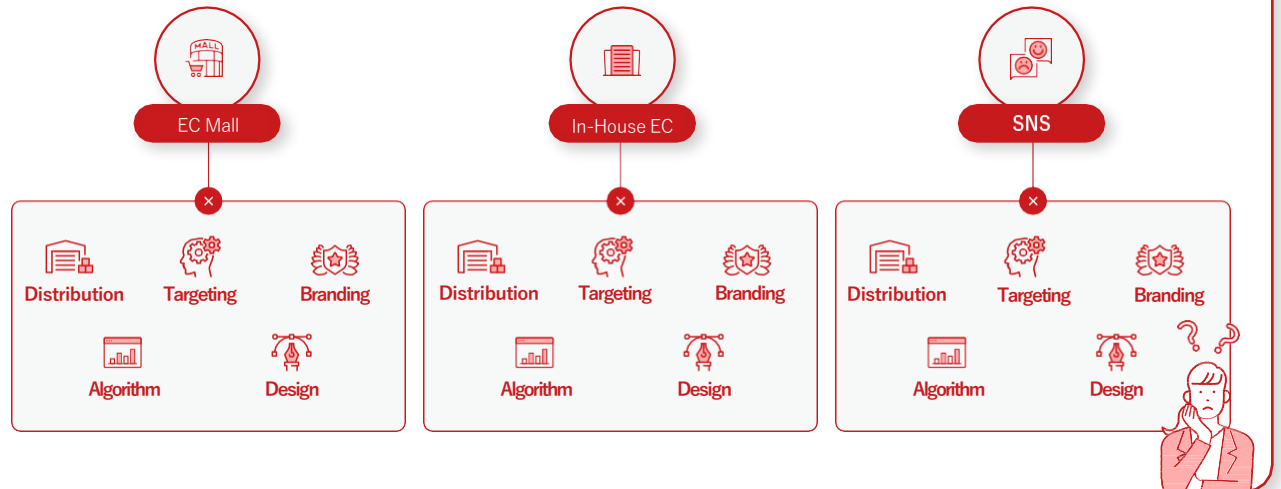 MALL
EC Mall
In-House EC
SNS
Distribution
Targeting
Branding
Algorithm
Design
Distribution
Targeting
Branding
Algorithm
Design
Distribution
Targeting
Branding
? ?
Algorithm
Design